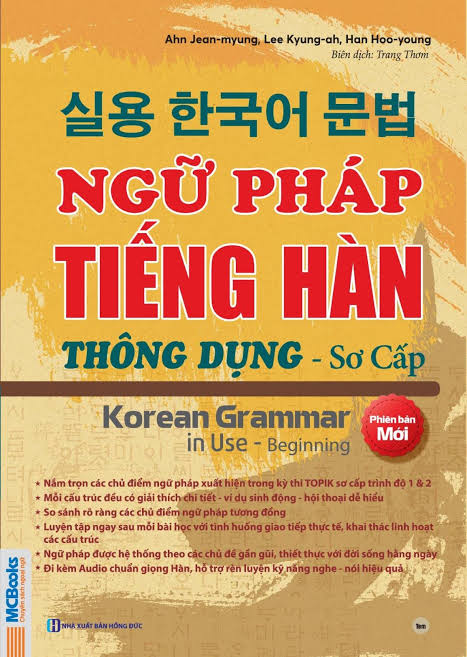 Ahn Jean-myung, Lee Kyung-ah, Han Hoo-young
Biên dịch: Trang Thơm
실용 한국어 문법
NGỮ PHÁP
TIẾNG HÀN
THÔNG DỤNG - Sơ Cấp
Korean Grammar
in Use - Beginning
Phiên bản
Mới
★ Nắm trọn các chủ điểm ngữ pháp xuất hiện trong kỳ thi TOPIK sơ cấp trình độ 1 & 2
★ Mỗi cấu trúc đều có giải thích chi tiết - ví dụ sinh động - hội thoại dễ hiểu
★ So sánh rõ ràng các chủ điểm ngữ pháp tương đồng
★ Luyện tập ngay sau mỗi bài học với tình huống giao tiếp thực tế, khai thác linh hoạt
các cấu trúc
★ Ngữ pháp được hệ thống theo các chủ đề gần gũi, thiết thực với đời sống hằng ngày
★ Đi kèm Audio chuẩn giọng Hàn, hỗ trợ rèn luyện kỹ năng nghe - nói hiệu quả
MCBooks
Chuyên sách ngoại ngữ
H NHÀ XUẤT BẢN HỒNG ĐỨC
Tem